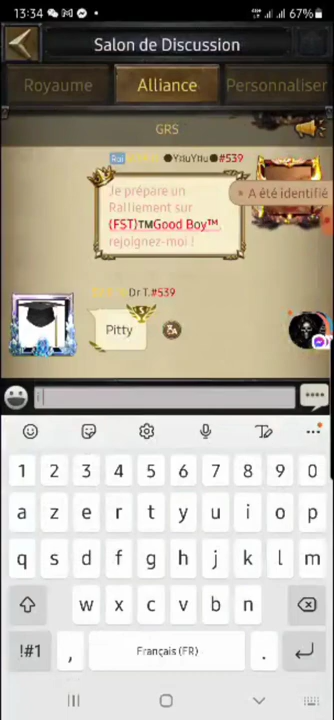 13:34 67%
Salon de Discussion
Royaume Alliance Personnaliser
GRS
#539
Je prépare un
Ralliement sur
(FST)™Good Boy™
rejoignez-moi !
A été identifié
Dr T.#539
Pitty
1 2 3 4 5 6 7 8 9 0
a z e r t y u i o p
q s d f g h j k l m
w x c v b n
!#1 , Français (FR) .